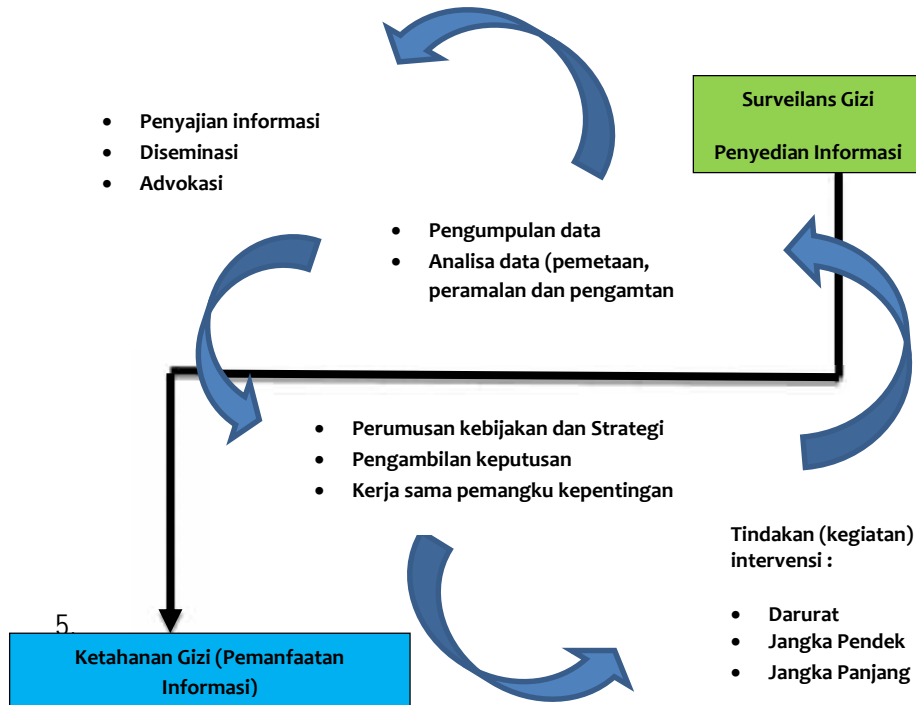 Surveilans Gizi
Penyedian Informasi
• Penyajian informasi
• Diseminasi
• Advokasi
• Pengumpulan data
• Analisa data (pemetaan,
peramalan dan pengamtan
• Perumusan kebijakan dan Strategi
• Pengambilan keputusan
• Kerja sama pemangku kepentingan
Tindakan (kegiatan)
intervensi :
• Darurat
• Jangka Pendek
• Jangka Panjang
5.
Ketahanan Gizi (Pemanfaatan
Informasi)